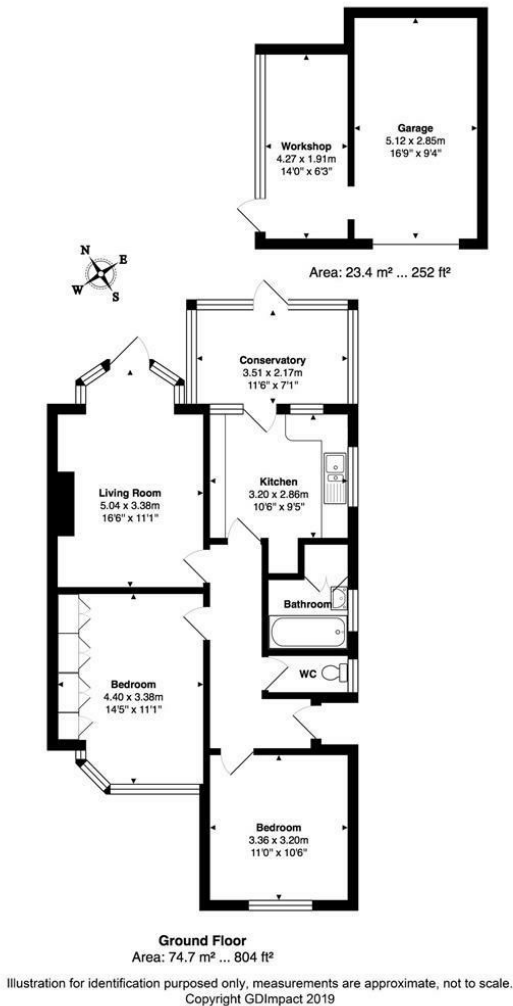 Workshop
4.27 x 1.91m
14'0" x 6'3"
Garage
5.12 x 2.85m
16'9" x 9'4"
Area: 23.4 m² ... 252 ft²
N
E
W
S
Conservatory
3.51 x 2.17m
11'6" x 7'1"
Kitchen
3.20 x 2.86m
10'6" x 9'5"
Living Room
5.04 x 3.38m
16'6" x 11'1"
Bathroom
WC
Bedroom
4.40 x 3.38m
14'5" x 11'1"
Bedroom
3.36 x 3.20m
11'0" x 10'6"
Ground Floor
Area: 74.7 m² ... 804 ft²
Illustration for identification purposed only, measurements are approximate, not to scale.
Copyright GDImpact 2019